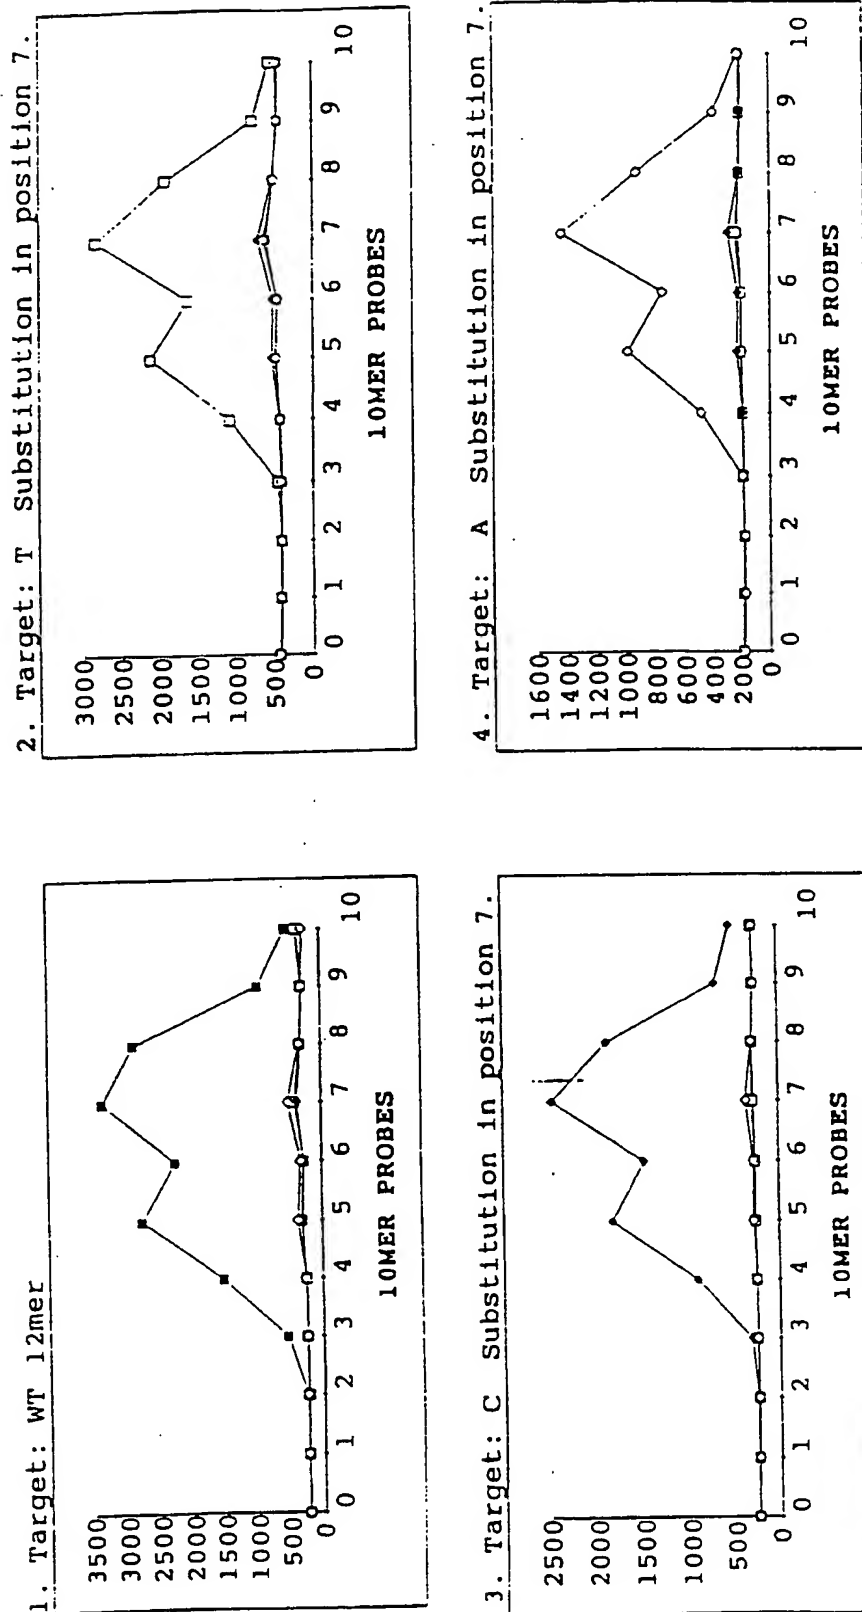 1. Target: WT 12mer
3500
3000
2500
2000
1500
1000
500
0
0 1 2 3 4 5 6 7 8 9 10
10MER PROBES
2. Target: T Substitution in position 7.
3000
2500
2000
1500
1000
500
0
0 1 2 3 4 5 6 7 8 9 10
10MER PROBES
3. Target: C Substitution in position 7.
2500
2000
1500
1000
500
0
0 1 2 3 4 5 6 7 8 9 10
10MER PROBES
4. Target: A Substitution in position 7.
1600
1400
1200
1000
800
600
400
200
0
0 1 2 3 4 5 6 7 8 9 10
10MER PROBES